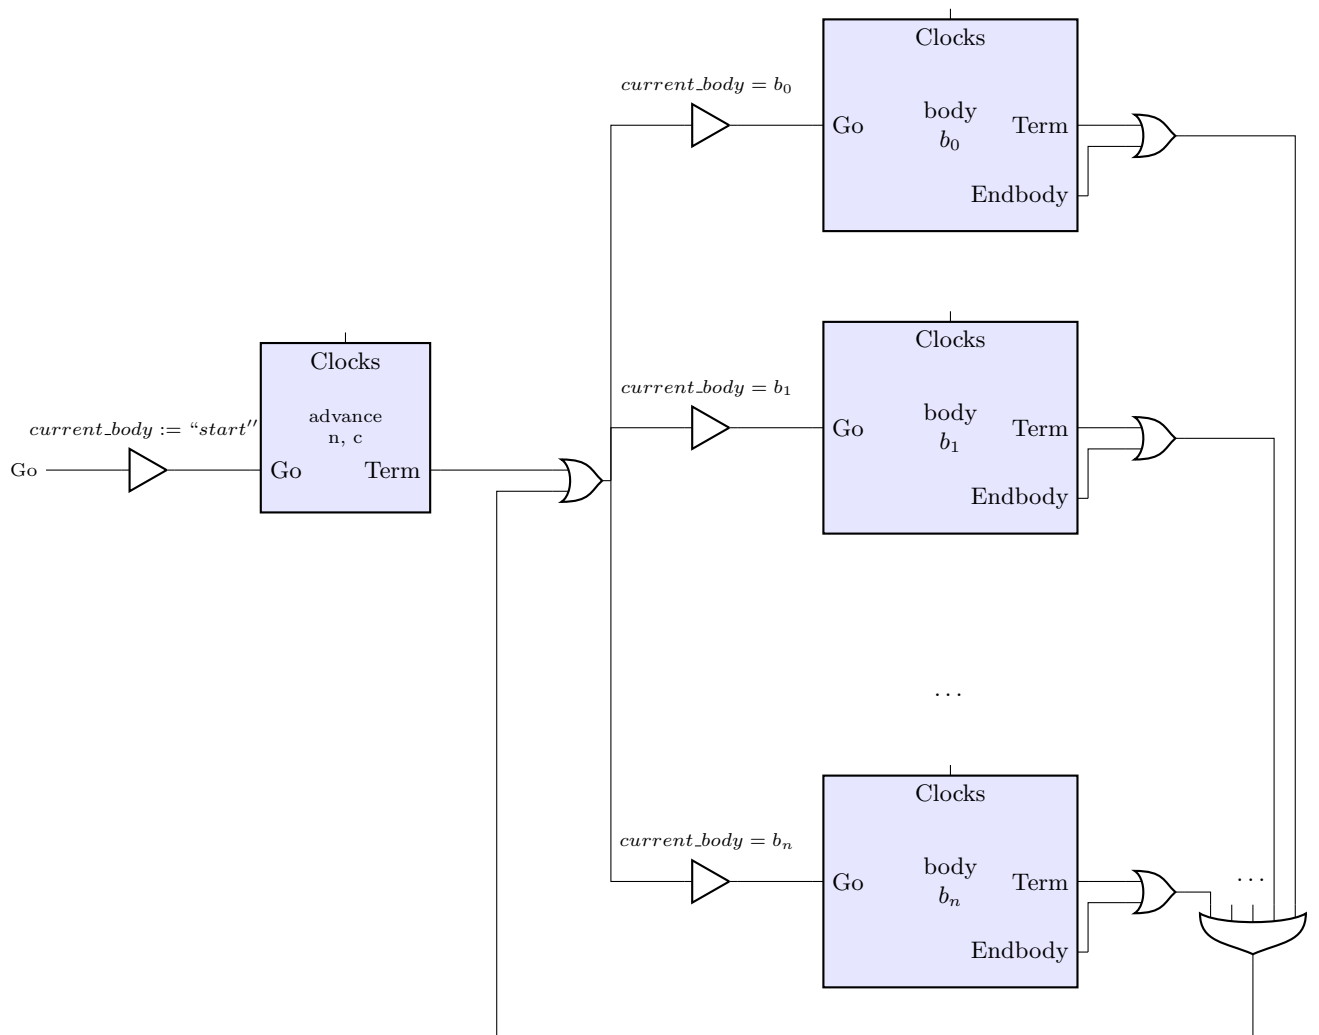 Clocks
current_body = b₀
body
Go
Term
b₀
Endbody
Clocks
current_body = b₁
body
Go
Term
b₁
Endbody
Clocks
advance
n, c
current_body := “start″
Go
Go
Term
. . .
Clocks
current_body = bₙ
body
Go
Term
bₙ
. . .
Endbody